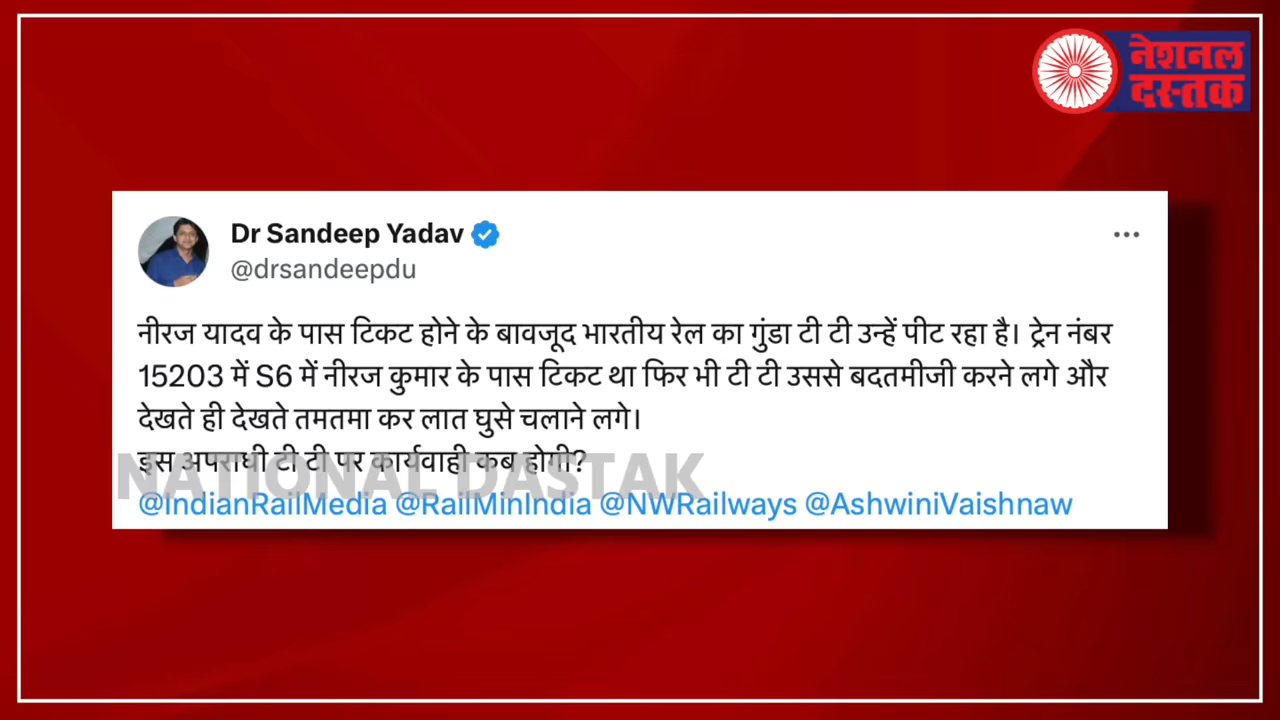 नेशनल
दस्तक
Dr Sandeep Yadav
@drsandeepdu
नीरज यादव के पास टिकट होने के बावजूद भारतीय रेल का गुंडा टी टी उन्हें पीट रहा है। ट्रेन नंबर
15203 में S6 में नीरज कुमार के पास टिकट था फिर भी टी टी उससे बदतमीजी करने लगे और
देखते ही देखते तमतमा कर लात घुसे चलाने लगे।
इस अपराधी टी टी पर कार्यवाही कब होगी?
NATIONAL DASTAK
@IndianRailMedia @RailMinIndia @NWRailways @AshwiniVaishnaw